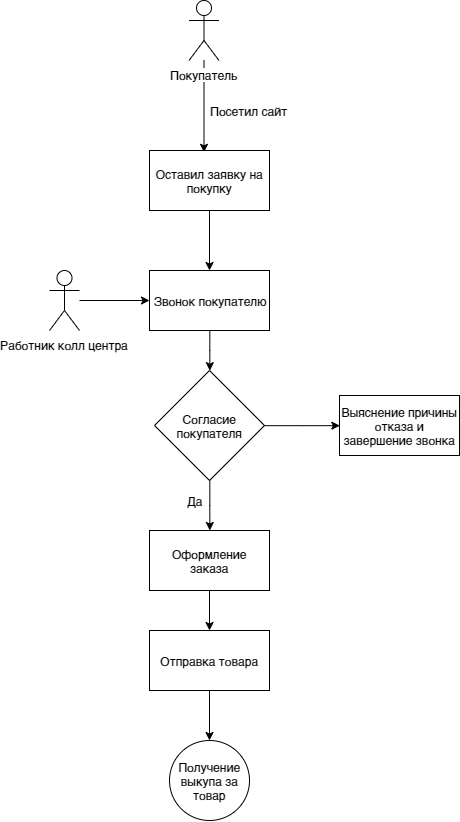 Покупатель
Посетил сайт
Оставил заявку на
покупку
Звонок покупателю
Работник колл центра
Согласие
покупателя
Выяснение причины
отказа и
завершение звонка
Да
Оформление
заказа
Отправка товара
Получение
выкупа за
товар